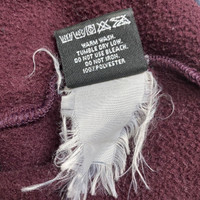 WARM WASH.
TUMBLE DRY LOW.
DO NOT USE BLEACH.
DO NOT IRON.
100%POLYESTER